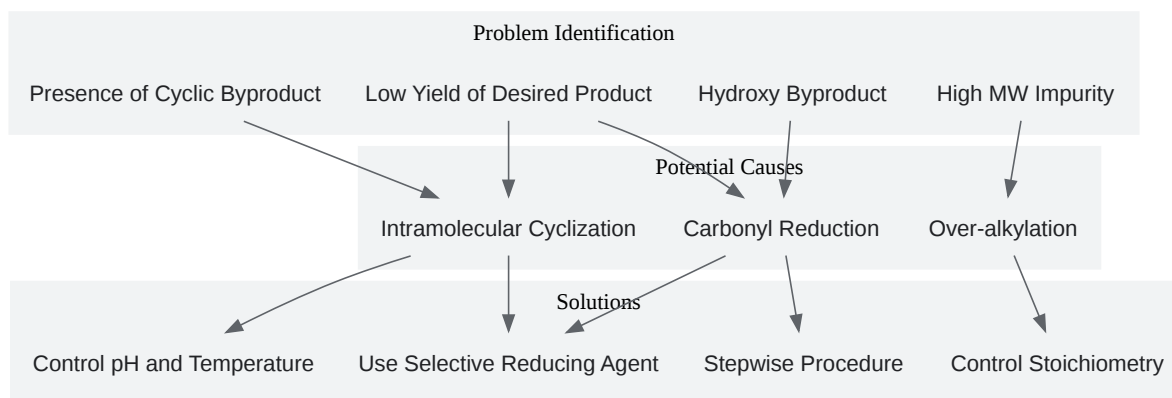 Problem Identification
Presence of Cyclic Byproduct
Low Yield of Desired Product
Hydroxy Byproduct
High MW Impurity
Potential Causes
Intramolecular Cyclization
Carbonyl Reduction
Over-alkylation
Solutions
Control pH and Temperature
Use Selective Reducing Agent
Stepwise Procedure
Control Stoichiometry